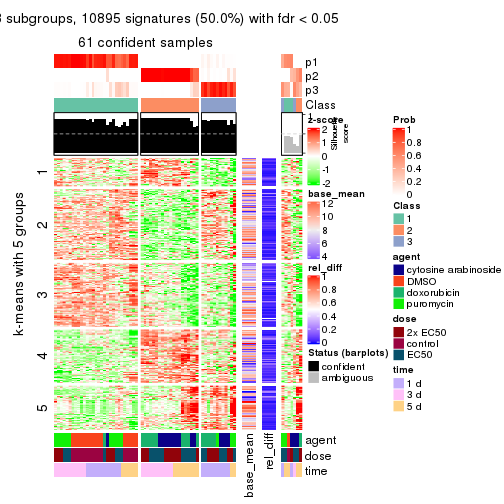 3 subgroups, 10895 signatures (50.0%) with fdr < 0.05
61 confident samples
p1
p2
p3
Class
Silhouette
score
1
2
3
4
5
k-means with 5 groups
agent
dose
time
base_mean
rel_diff
z-score
2
1
0
-1
-2
base_mean
12
10
8
6
4
rel_diff
1
0.8
0.6
0.4
0.2
0
Status (barplots)
confident
ambiguous
Prob
1
0.8
0.6
0.4
0.2
0
Class
1
2
3
agent
cytosine arabinoside
DMSO
doxorubicin
puromycin
dose
2x EC50
control
EC50
time
1 d
3 d
5 d